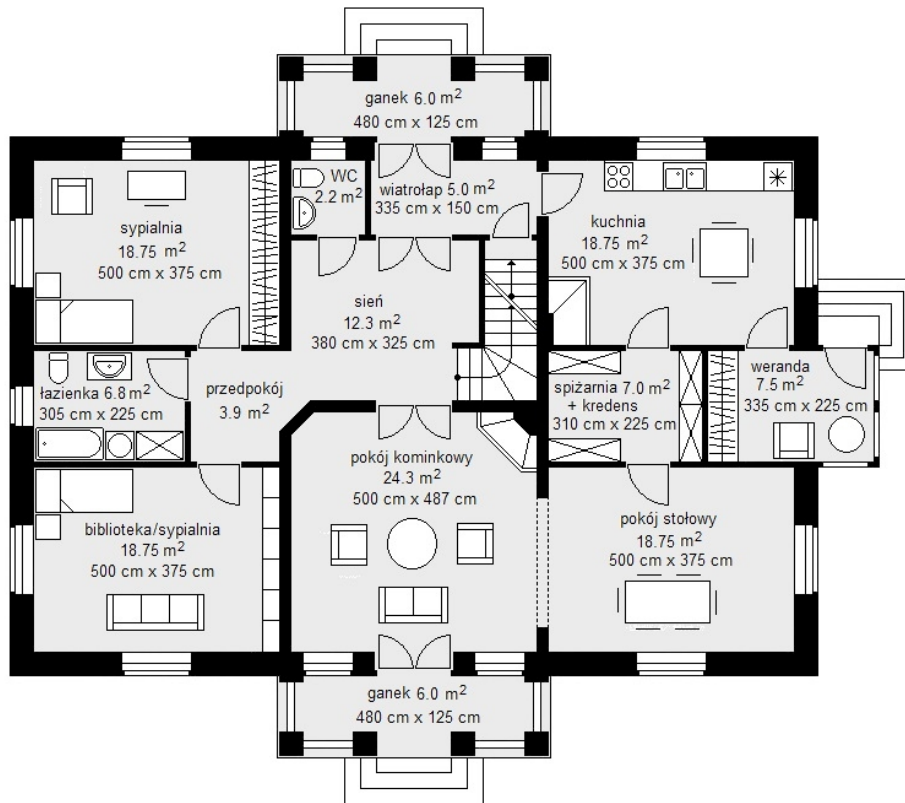 ganek 6.0 m²
480 cm x 125 cm
WC
2.2 m²
wiatrołap 5.0 m²
335 cm x 150 cm
sypialnia
18.75 m²
500 cm x 375 cm
kuchnia
18.75 m²
500 cm x 375 cm
sień
12.3 m²
380 cm x 325 cm
łazienka 6.8 m²
305 cm x 225 cm
przedpokój
3.9 m²
spiżarnia 7.0 m²
+ kredens
310 cm x 225 cm
weranda
7.5 m²
335 cm x 225 cm
pokój kominkowy
24.3 m²
500 cm x 487 cm
biblioteka/sypialnia
18.75 m²
500 cm x 375 cm
pokój stołowy
18.75 m²
500 cm x 375 cm
ganek 6.0 m²
480 cm x 125 cm